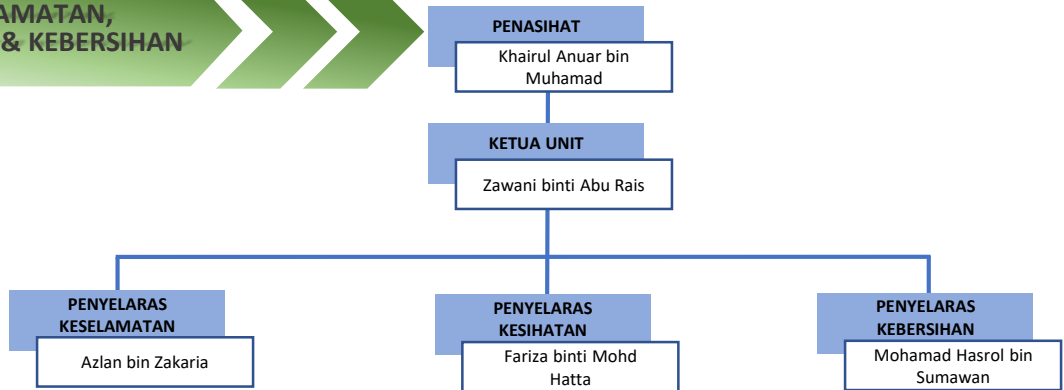 & KEBERSIHAN
PENASIHAT
Khairul Anuar bin
Muhamad
KETUA UNIT
Zawani binti Abu Rais
PENYELARAS
KESELAMATAN
Azlan bin Zakaria
PENYELARAS
KESIHATAN
Fariza binti Mohd
Hatta
PENYELARAS
KEBERSIHAN
Mohamad Hasrol bin
Sumawan